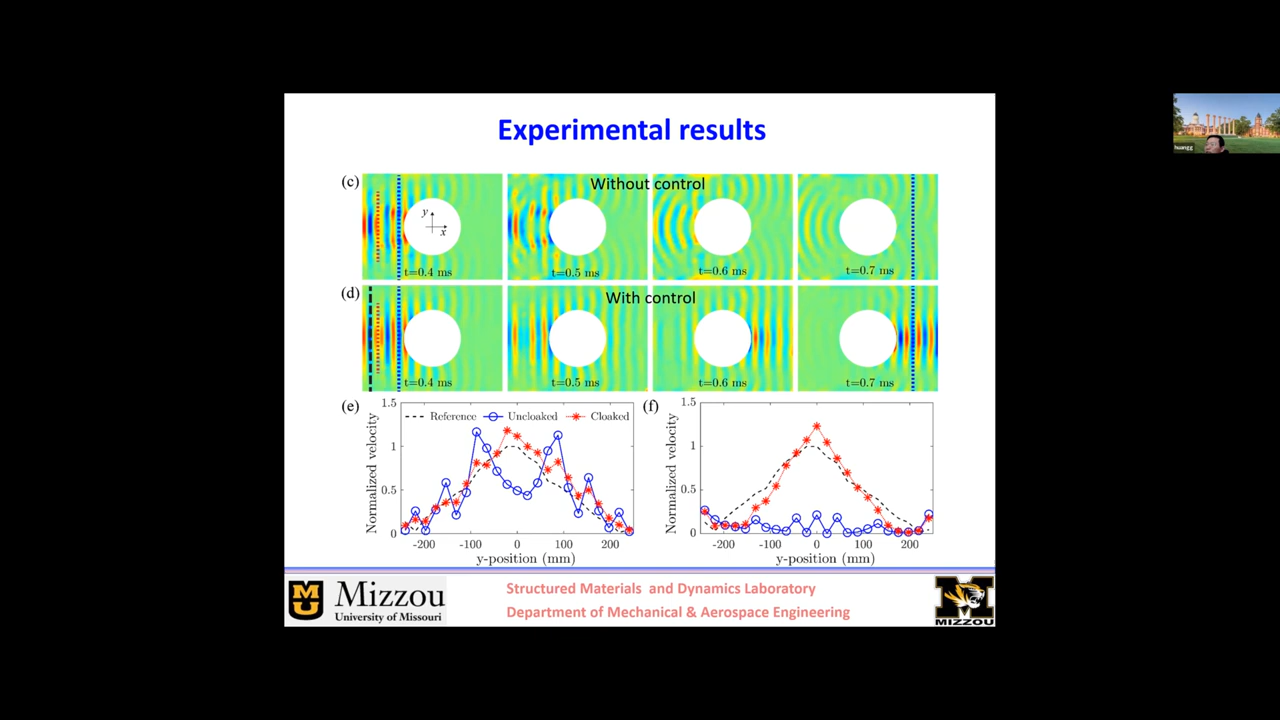 Experimental results
(c)
Without control
y
x
t=0.4 ms
t=0.5 ms
t=0.6 ms
t=0.7 ms
(d)
With control
t=0.4 ms
t=0.5 ms
t=0.6 ms
t=0.7 ms
(e)
Reference
Uncloaked
Cloaked
Normalized velocity
1.5
1
0.5
0
-200
-100
0
100
200
y-position (mm)
(f)
Normalized velocity
1.5
1
0.5
0
-200
-100
0
100
200
y-position (mm)
Mizzou
University of Missouri
Structured Materials and Dynamics Laboratory
Department of Mechanical & Aerospace Engineering
MIZZOU
huangg